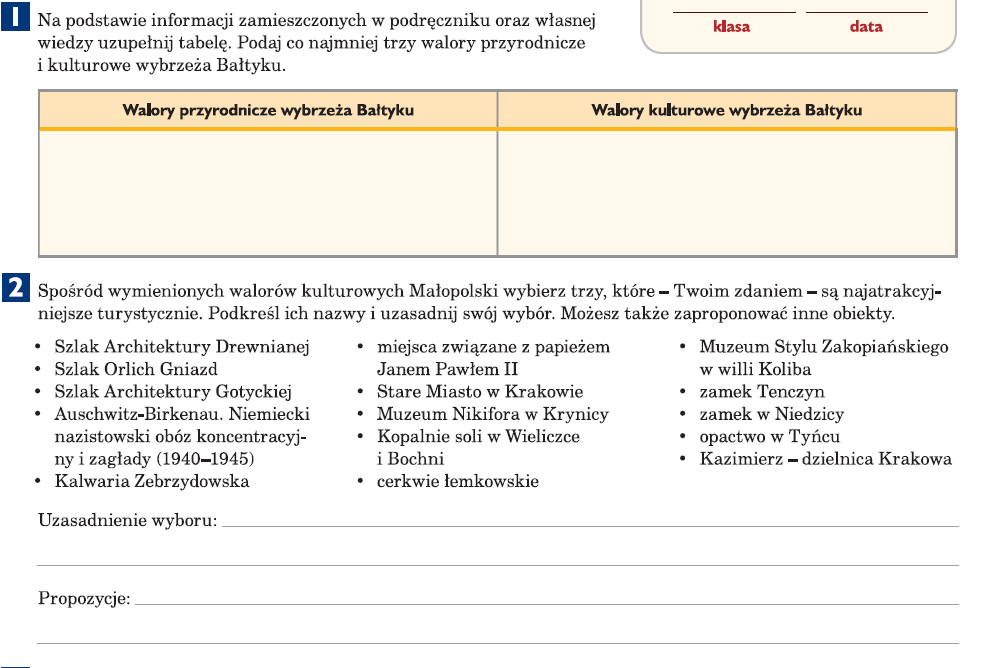 1 Na podstawie informacji zamieszczonych w podręczniku oraz własnej
wiedzy uzupełnij tabelę. Podaj co najmniej trzy walory przyrodnicze
i kulturowe wybrzeża Bałtyku.
klasa data
Walory przyrodnicze wybrzeża Bałtyku Walory kulturowe wybrzeża Bałtyku
2 Spośród wymienionych walorów kulturowych Małopolski wybierz trzy, które – Twoim zdaniem – są najatrakcyj-
niejsze turystycznie. Podkreśl ich nazwy i uzasadnij swój wybór. Możesz także zaproponować inne obiekty.
• Szlak Architektury Drewnianej
• Szlak Orlich Gniazd
• Szlak Architektury Gotyckiej
• Auschwitz-Birkenau. Niemiecki
nazistowski obóz koncentracyj-
ny i zagłady (1940–1945)
• Kalwaria Zebrzydowska
• miejsca związane z papieżem
Janem Pawłem II
• Stare Miasto w Krakowie
• Muzeum Nikifora w Krynicy
• Kopalnie soli w Wieliczce
i Bochni
• cerkwie łemkowskie
• Muzeum Stylu Zakopiańskiego
w willi Koliba
• zamek Tenczyn
• zamek w Niedzicy
• opactwo w Tyńcu
• Kazimierz – dzielnica Krakowa
Uzasadnienie wyboru:
Propozycje: